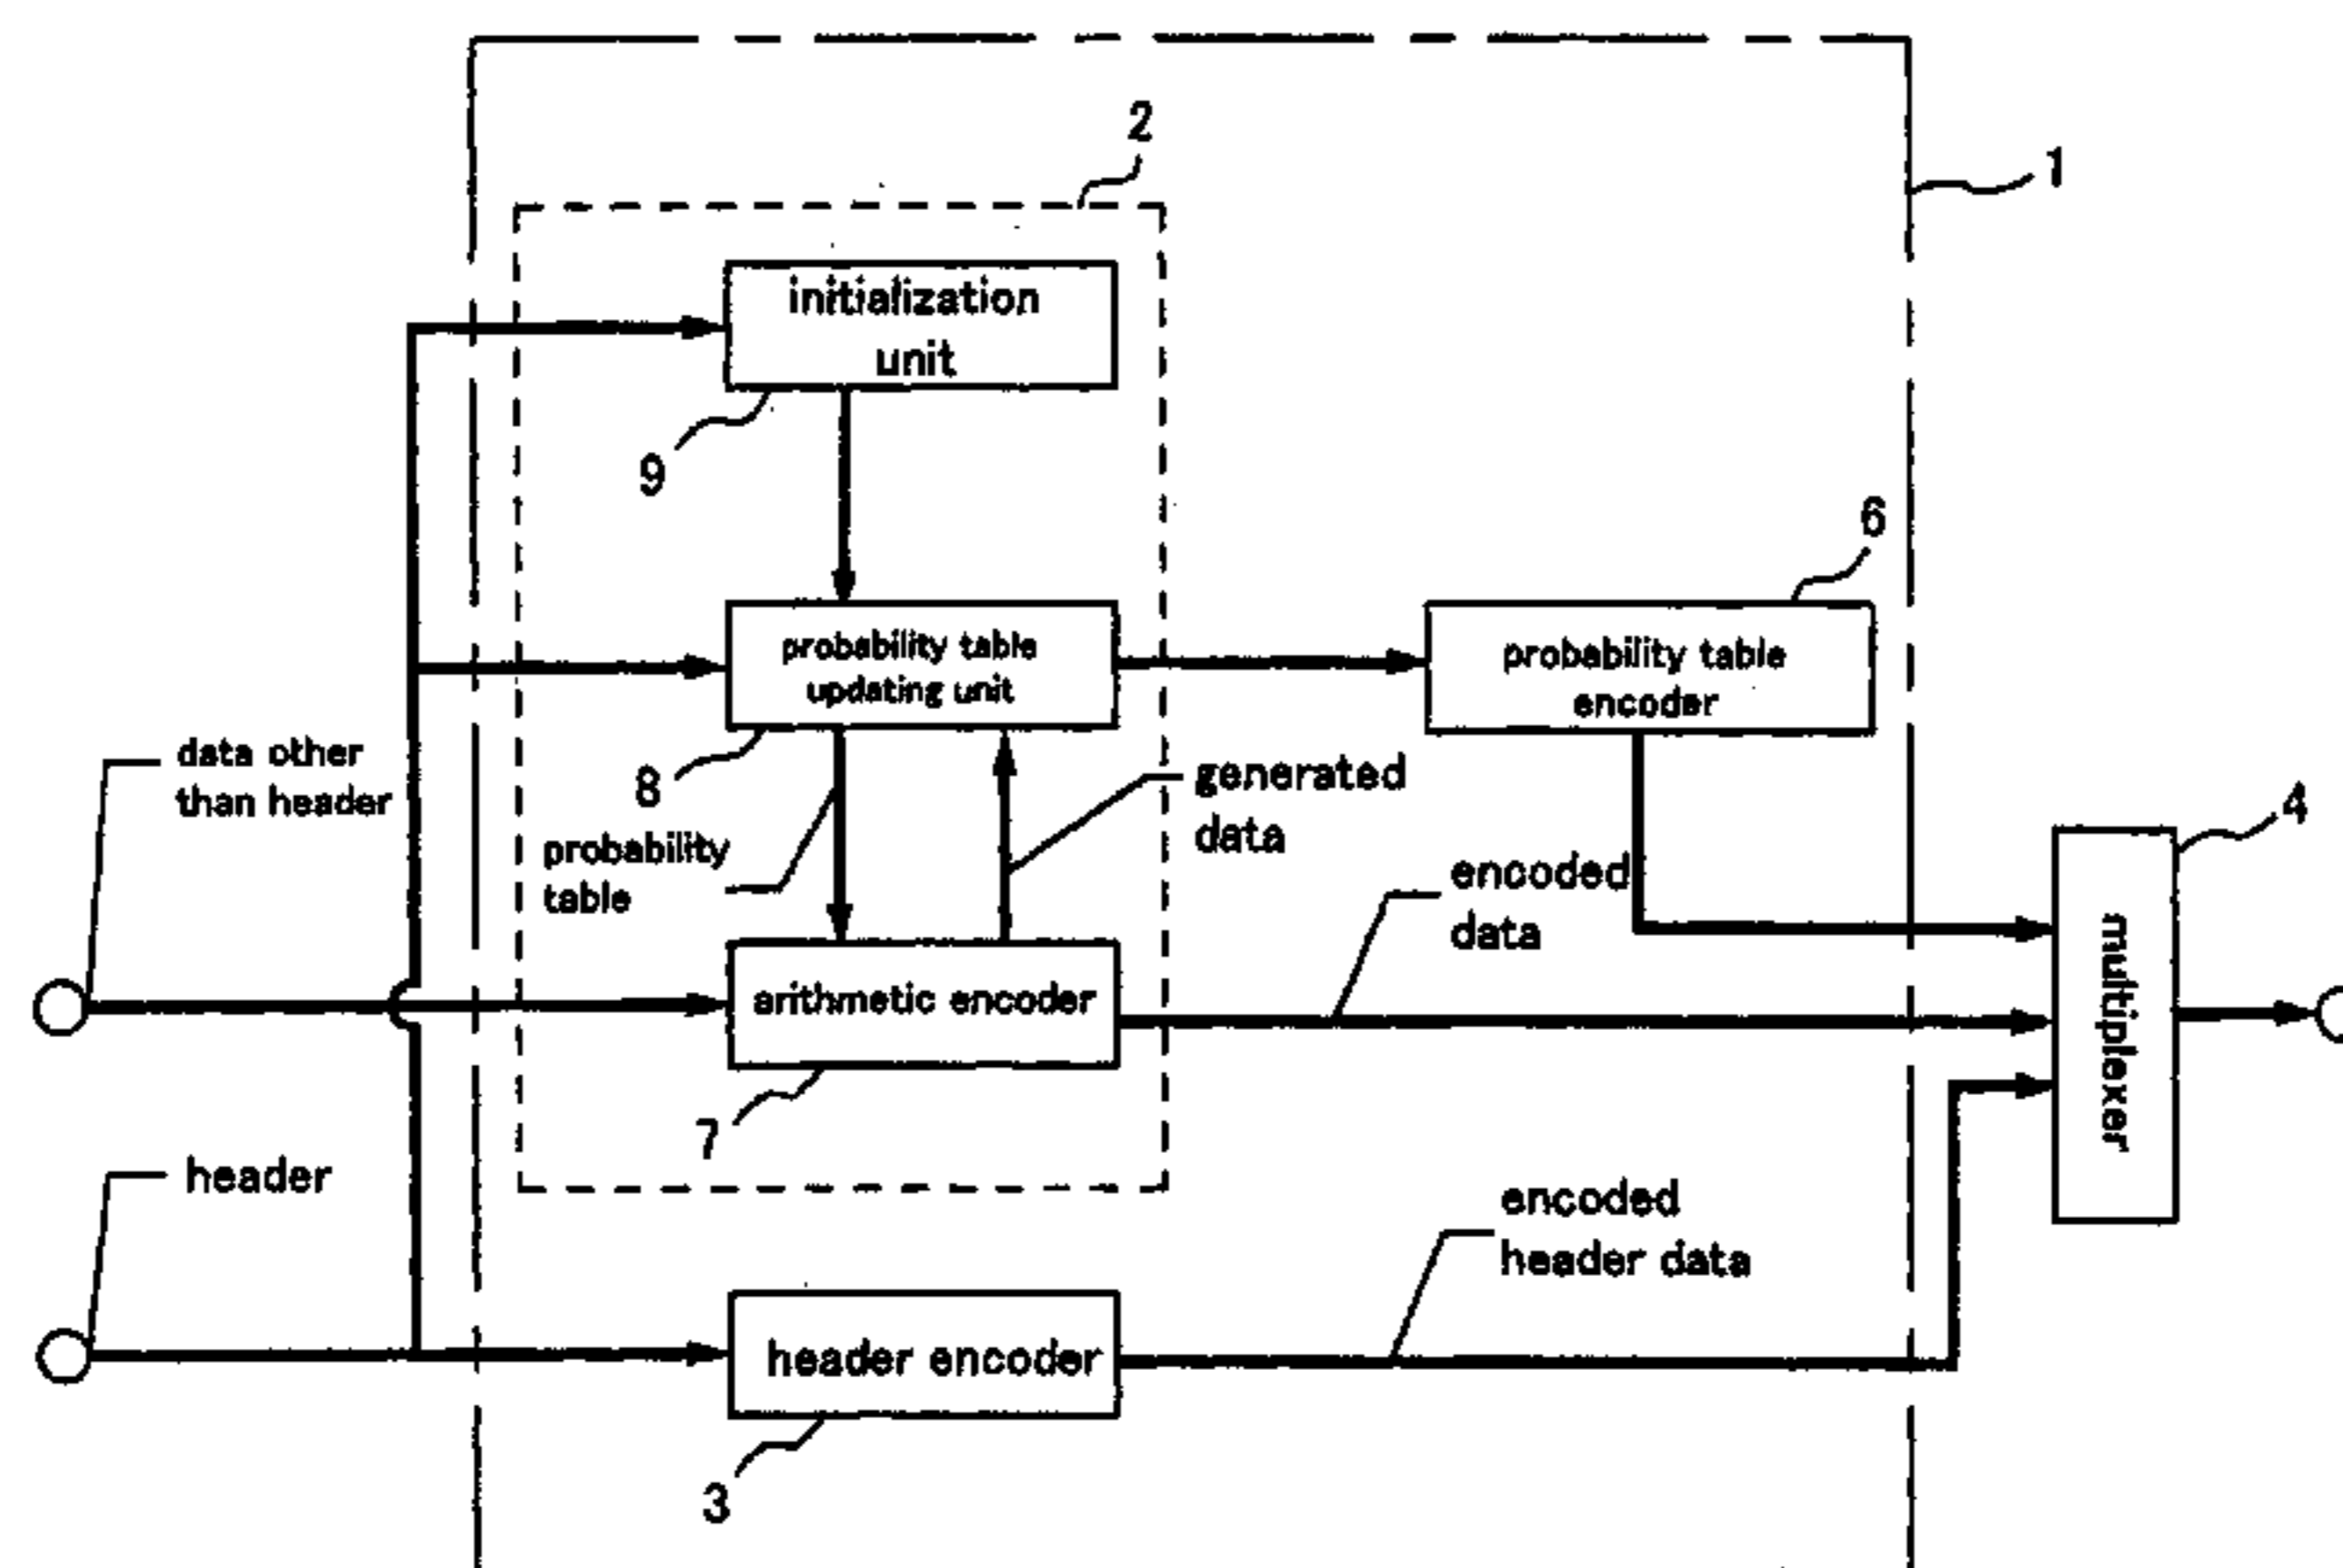 2
1
initialization
unit
9
6
probability table
updating unit
probability table
encoder
data other
than header
8
generated
data
probability
table
4
encoded
data
multiplexer
arithmetic encoder
7
header
encoded
header data
header encoder
3